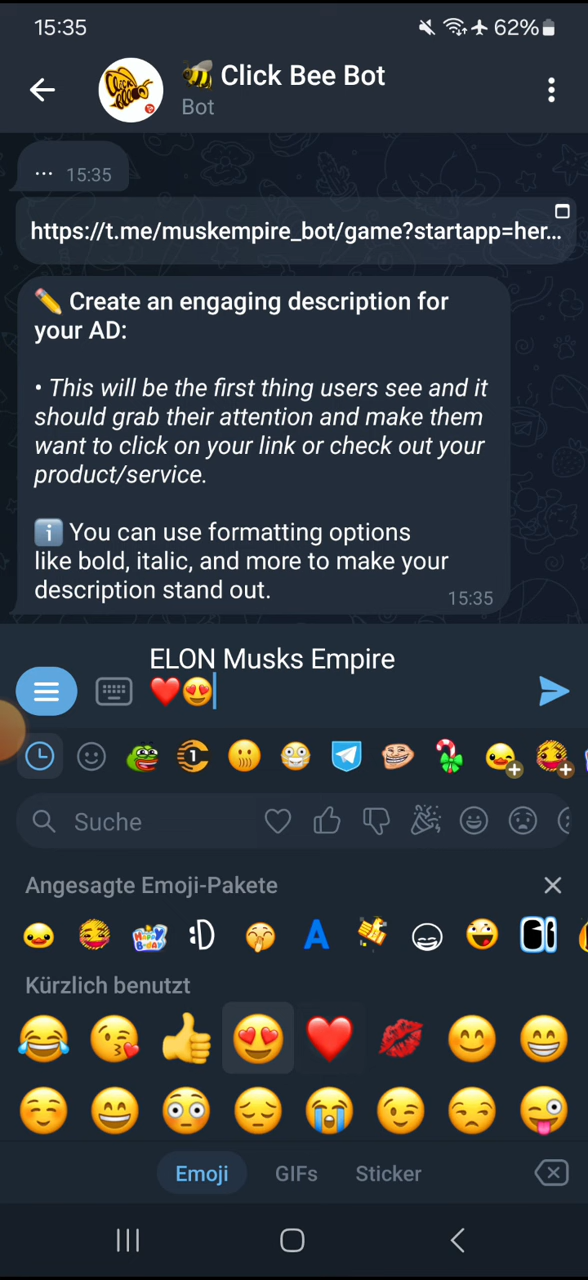 15:35
62%
🐝 Click Bee Bot
Bot
... 15:35
https://t.me/muskempire_bot/game?startapp=her...
✏️ Create an engaging description for
your AD:
• This will be the first thing users see and it
should grab their attention and make them
want to click on your link or check out your
product/service.
ℹ️ You can use formatting options
like bold, italic, and more to make your
description stand out.
15:35
ELON Musks Empire
❤️😍
Suche
Angesagte Emoji-Pakete
Kürzlich benutzt
Emoji GIFs Sticker